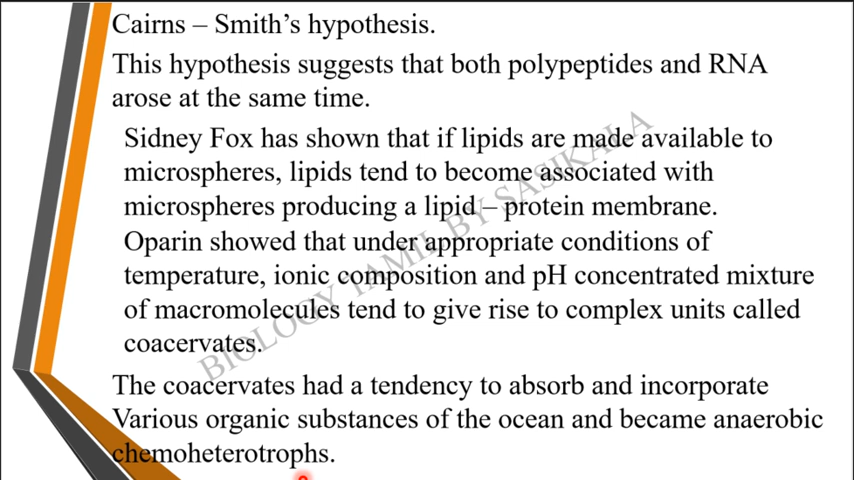 Cairns – Smith’s hypothesis.
This hypothesis suggests that both polypeptides and RNA
arose at the same time.
Sidney Fox has shown that if lipids are made available to
microspheres, lipids tend to become associated with
microspheres producing a lipid – protein membrane.
Oparin showed that under appropriate conditions of
temperature, ionic composition and pH concentrated mixture
of macromolecules tend to give rise to complex units called
coacervates.
The coacervates had a tendency to absorb and incorporate
Various organic substances of the ocean and became anaerobic
chemoheterotrophs.
BIOLOGY TAMIL BY SASIKALA